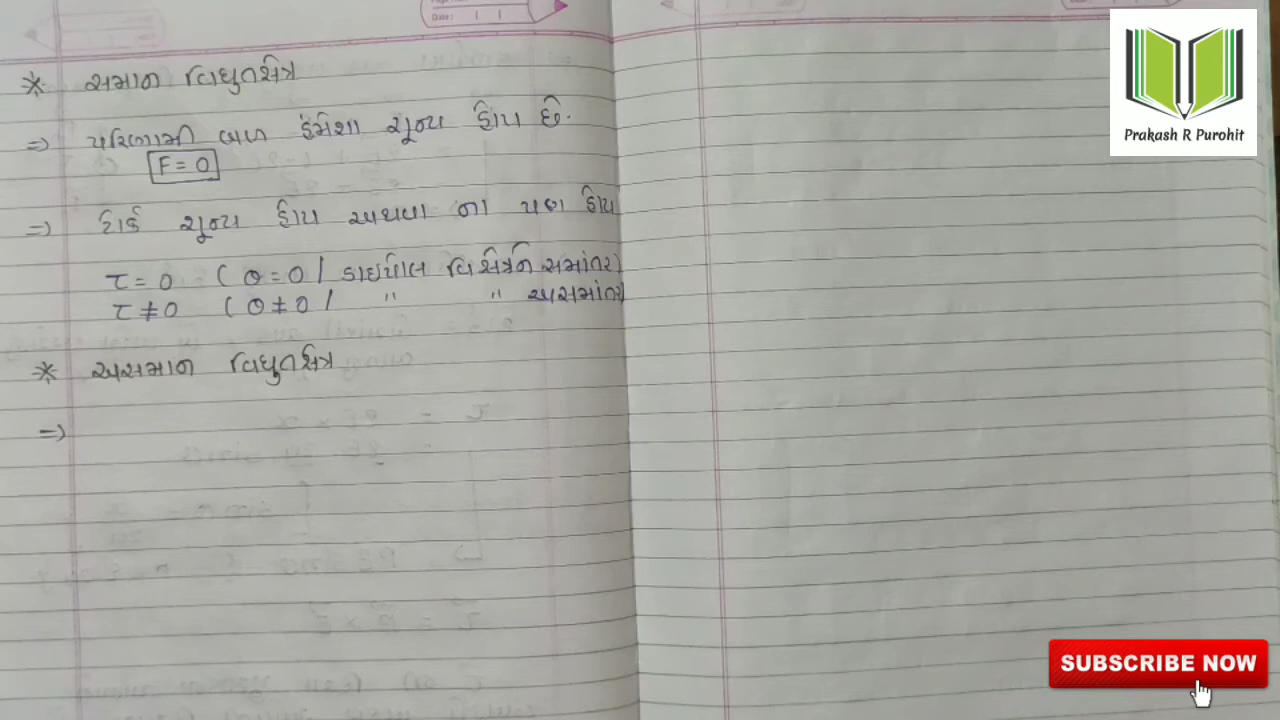 * સમાન વિદ્યુતક્ષેત્ર
⇒ પરિણામી બળ હંમેશા શૂન્ય હોય છે.
F = 0
⇒ ટોર્ક શૂન્ય હોય અથવા ના પણ હોય
τ = 0 ( θ = 0 / ડાઇપોલ વિ.ક્ષેત્રને સમાંતર)
τ ≠ 0 ( θ ≠ 0 / " " અસમાંતર)
* અસમાન વિદ્યુતક્ષેત્ર
⇒
Date:
Prakash R Purohit
SUBSCRIBE NOW